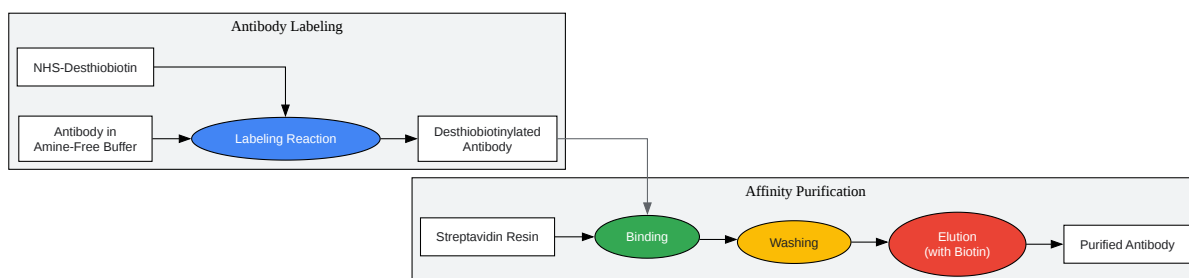 Antibody Labeling
NHS-Desthiobiotin
Antibody in
Amine-Free Buffer
Labeling Reaction
Desthiobiotinylated
Antibody
Affinity Purification
Streptavidin Resin
Binding
Washing
Elution
(with Biotin)
Purified Antibody